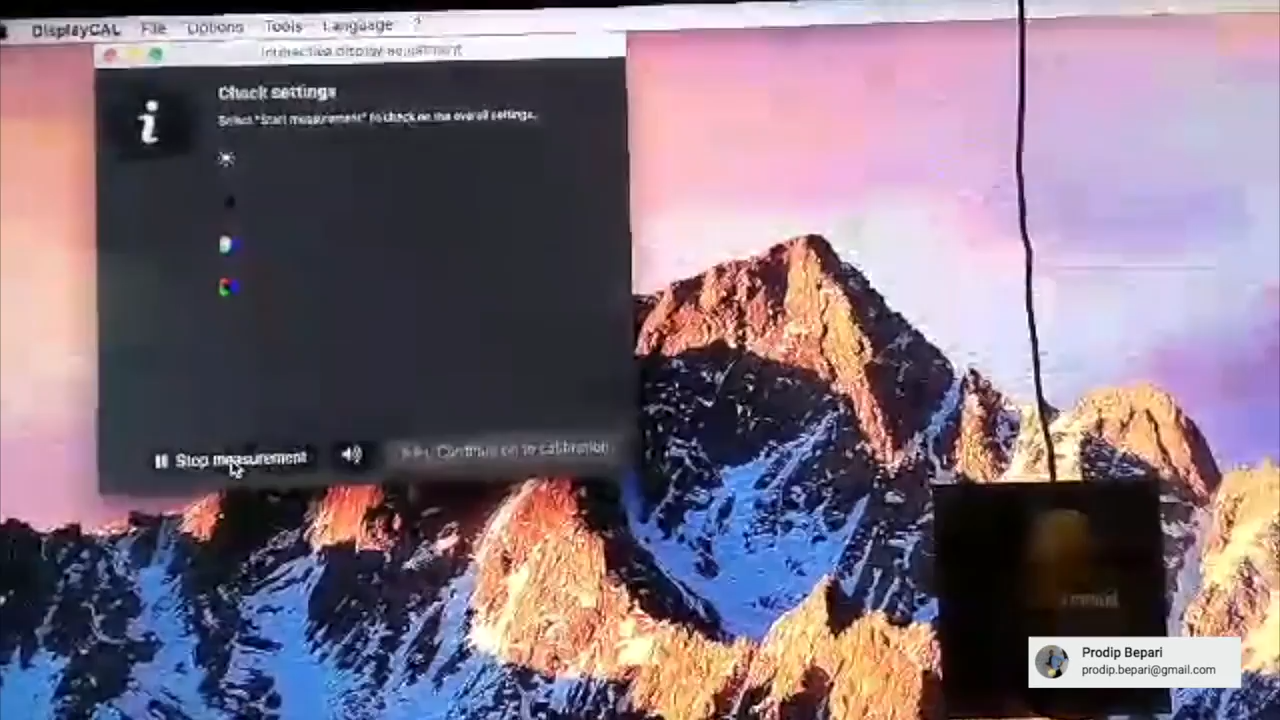 DisplayCAL File Options Tools Language ?
Interactive display adjustment
Check settings
Select "Start measurement" to check on the overall settings.
Stop measurement
Continue on to calibration
Prodip Bepari
prodip.bepari@gmail.com